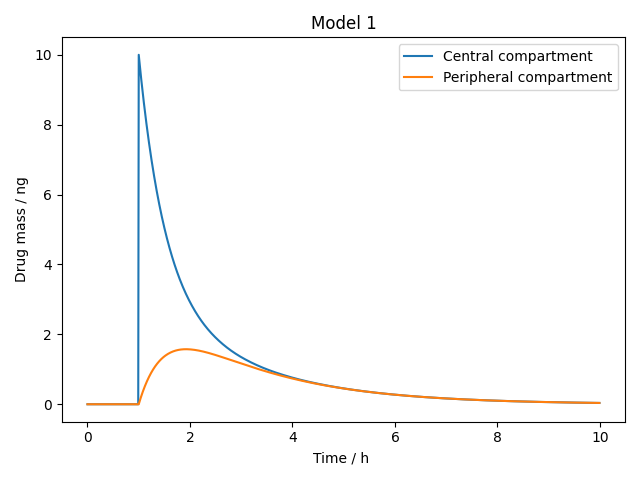 Model 1
Central compartment
Peripheral compartment
Drug mass / ng
10
8
6
4
2
0
0 2 4 6 8 10
Time / h